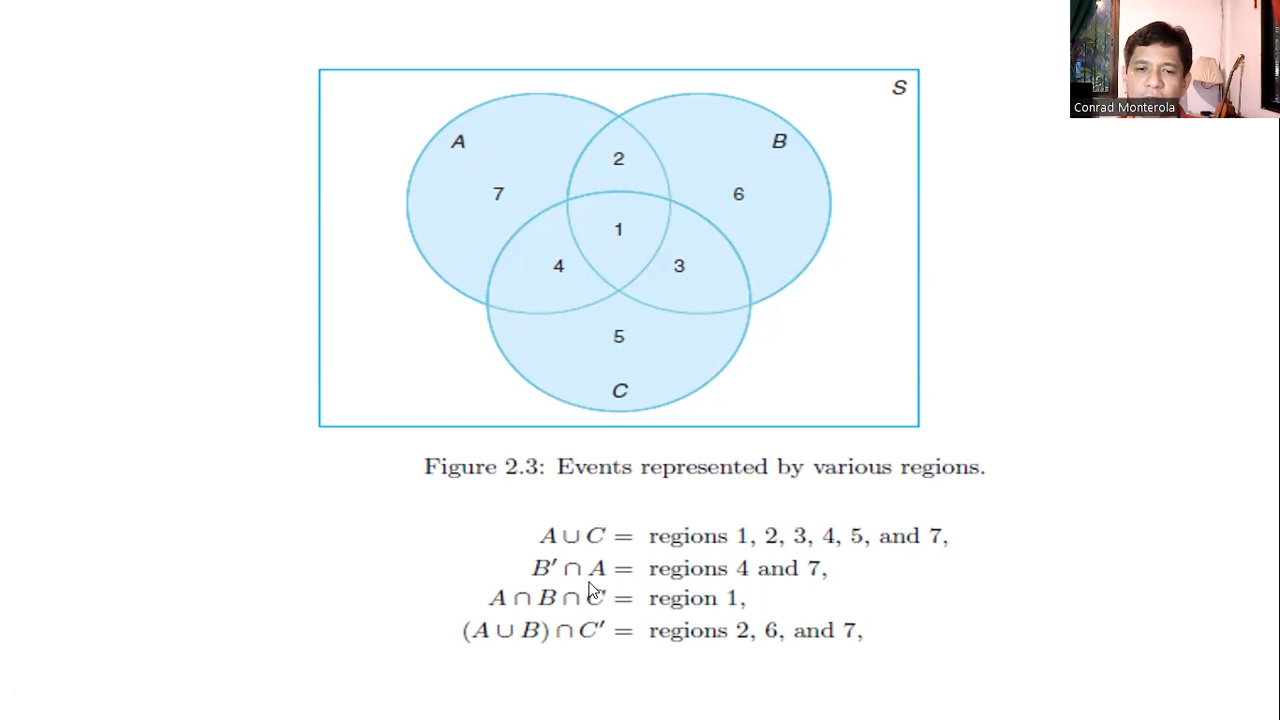 Conrad Monterola
S
A
B
2
7
6
1
4
3
5
C
Figure 2.3: Events represented by various regions.
A ∪ C = regions 1, 2, 3, 4, 5, and 7,
B′ ∩ A = regions 4 and 7,
A ∩ B ∩ C = region 1,
(A ∪ B) ∩ C′ = regions 2, 6, and 7,